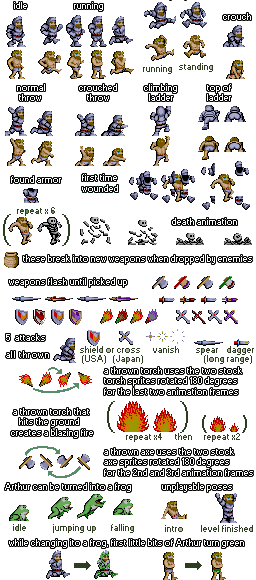 idle
running
crouch
running
standing
normal
throw
crouched
throw
climbing
ladder
top of
ladder
found armor
first time
wounded
repeat x 6
death animation
these break into new weapons when dropped by enemies
weapons flash until picked up
5 attacks
all thrown
shield or cross
(USA) (Japan)
vanish
spear
dagger
(long range)
a thrown torch uses the two stock
torch sprites rotated 180 degrees
for the last two animation frames
a thrown torch that
hits the ground
creates a blazing fire
repeat x4
then
repeat x2
a thrown axe uses the two stock
axe sprites rotated 180 degrees
for the 2nd and 3rd animation frames
Arthur can be turned into a frog
unplayable poses
idle
jumping up
falling
intro
level finished
while changing ito a frog, first little bits of Arthur turn green